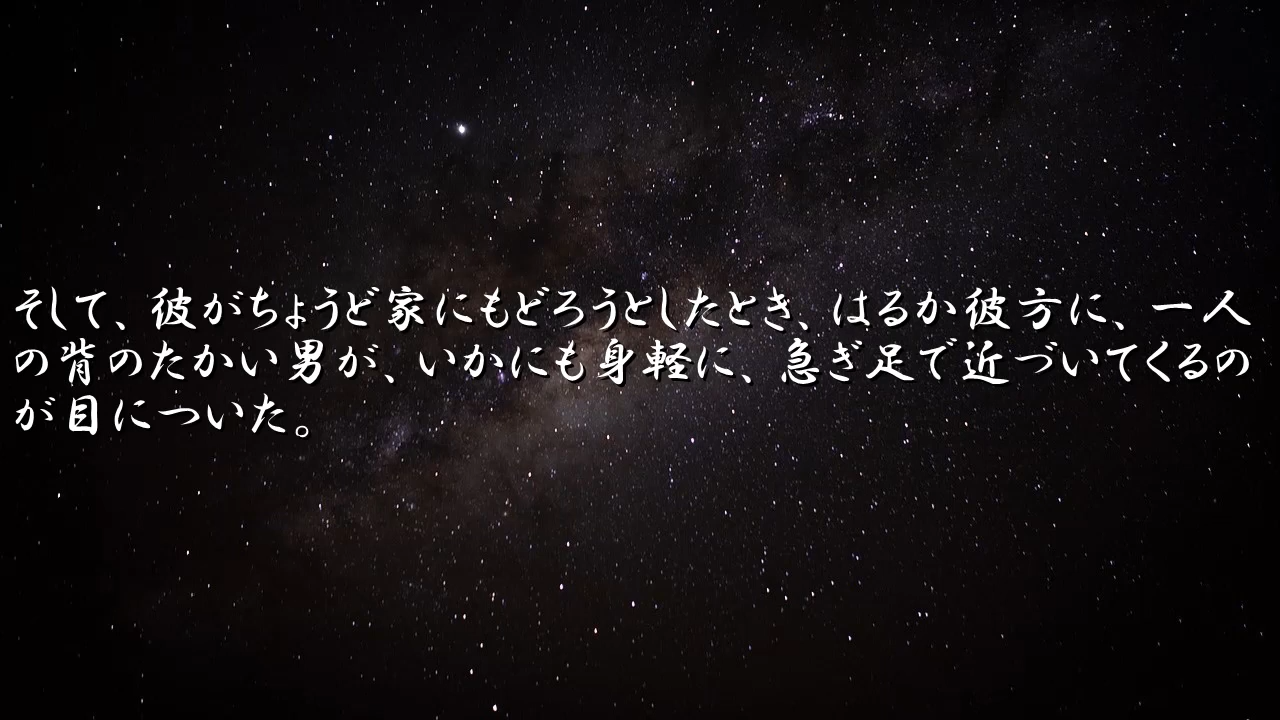 そして、彼がちょうど家にもどろうとしたとき、はるか彼方に、一人
の背のたかい男が、いかにも身軽に、急ぎ足で近づいてくるの
が目についた。